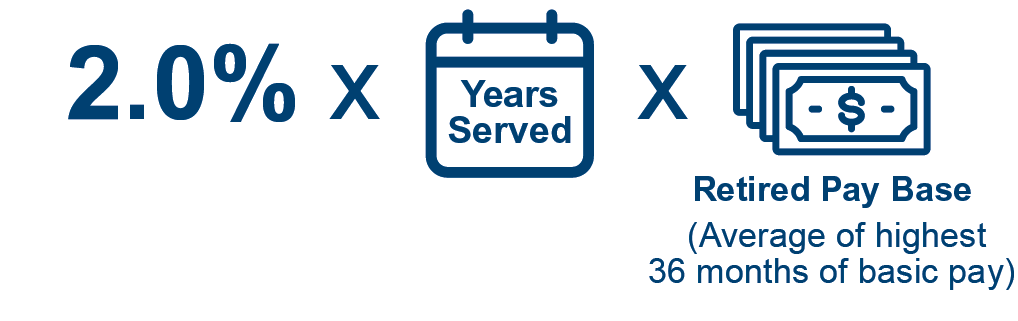 2.0% x Years Served x $
Retired Pay Base
(Average of highest
36 months of basic pay)